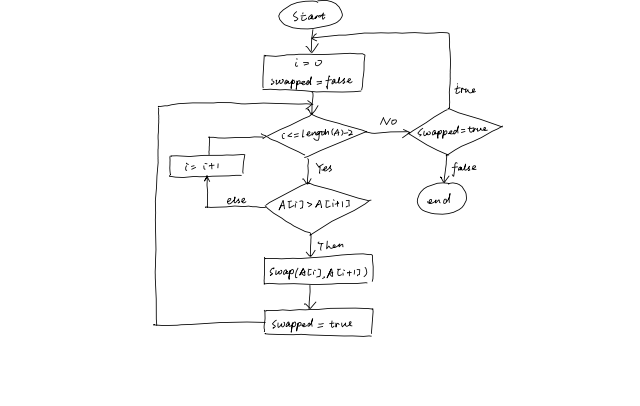 Start
i = 0
swapped = false
i <= length(A)-2
No
swapped = true
true
false
end
Yes
i = i+1
A[i] > A[i+1]
else
Then
Swap(A[i], A[i+1])
swapped = true